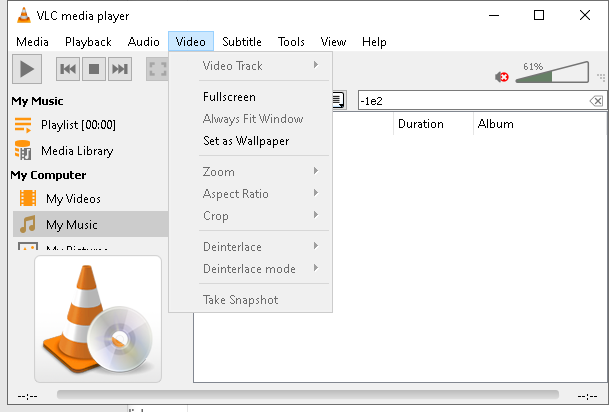 VLC media player
Media Playback Audio Video Subtitle Tools View Help
Video Track
61%
My Music
Fullscreen
-1e2
Playlist [00:00]
Always Fit Window
Duration Album
Media Library
Set as Wallpaper
My Computer
Zoom
My Videos
Aspect Ratio
My Music
Crop
My Pictures
Deinterlace
Deinterlace mode
Take Snapshot
--:-- --:--